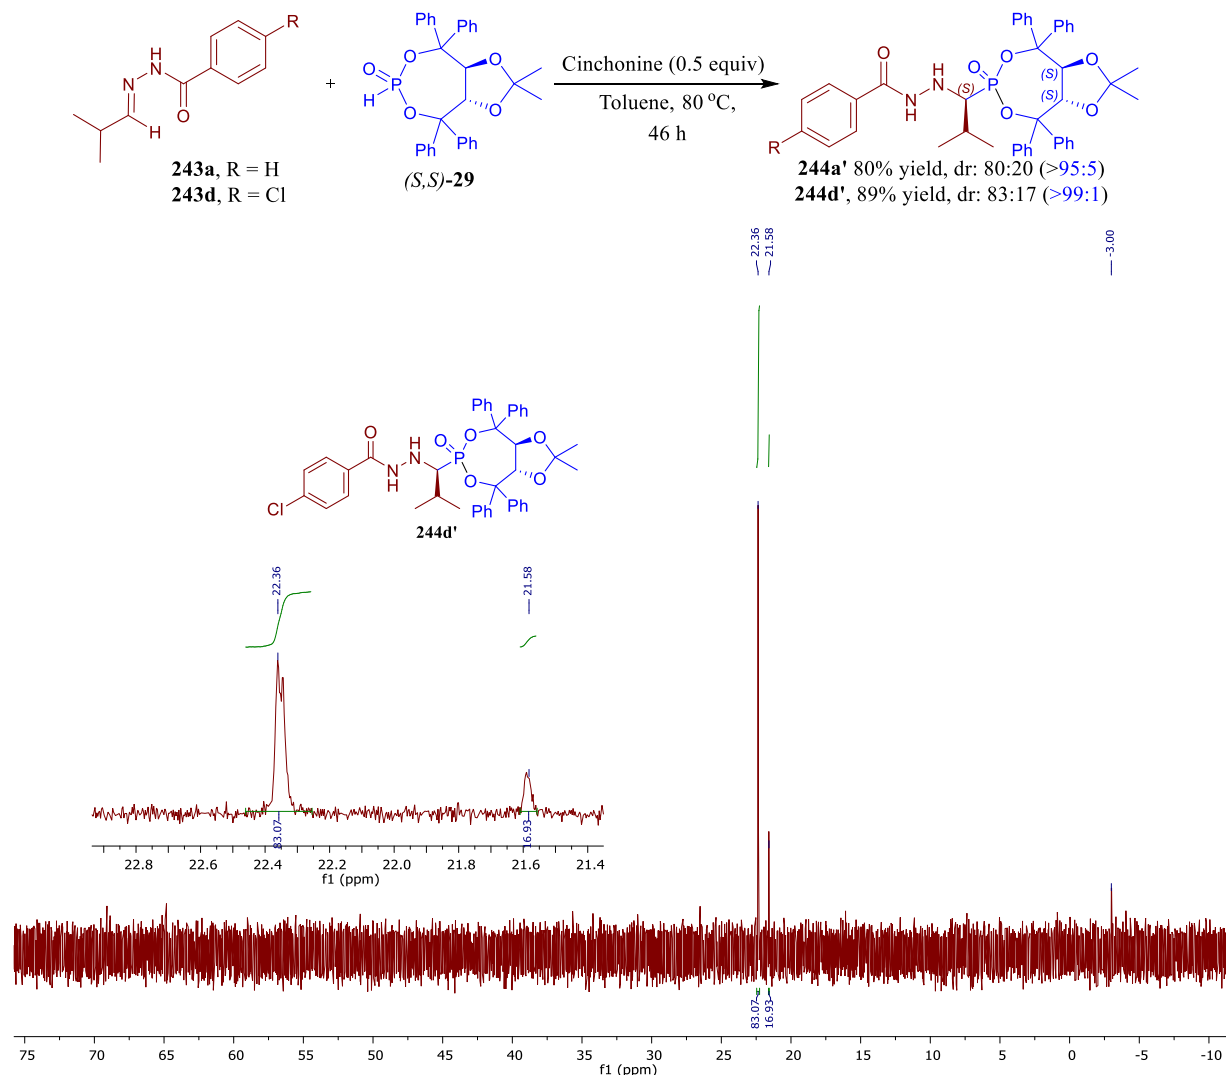 R
H
N
N
O
H
243a, R = H
243d, R = Cl
+
Ph
Ph
O
O
P
H
O
O
O
Ph
Ph
(S,S)-29
Cinchonine (0.5 equiv)
Toluene, 80 °C,
46 h
R
O
N
H
H
N
(S)
P
O
O
O
Ph
Ph
(S)
(S)
O
O
Ph
Ph
244a' 80% yield, dr: 80:20 (>95:5)
244d', 89% yield, dr: 83:17 (>99:1)
22.36
21.58
-3.00
Cl
O
N
H
H
N
P
O
O
O
Ph
Ph
O
O
Ph
Ph
244d'
22.36
21.58
83.07
16.93
22.8 22.6 22.4 22.2 22.0 21.8 21.6 21.4
f1 (ppm)
83.07
16.93
75 70 65 60 55 50 45 40 35 30 25 20 15 10 5 0 -5 -10
f1 (ppm)